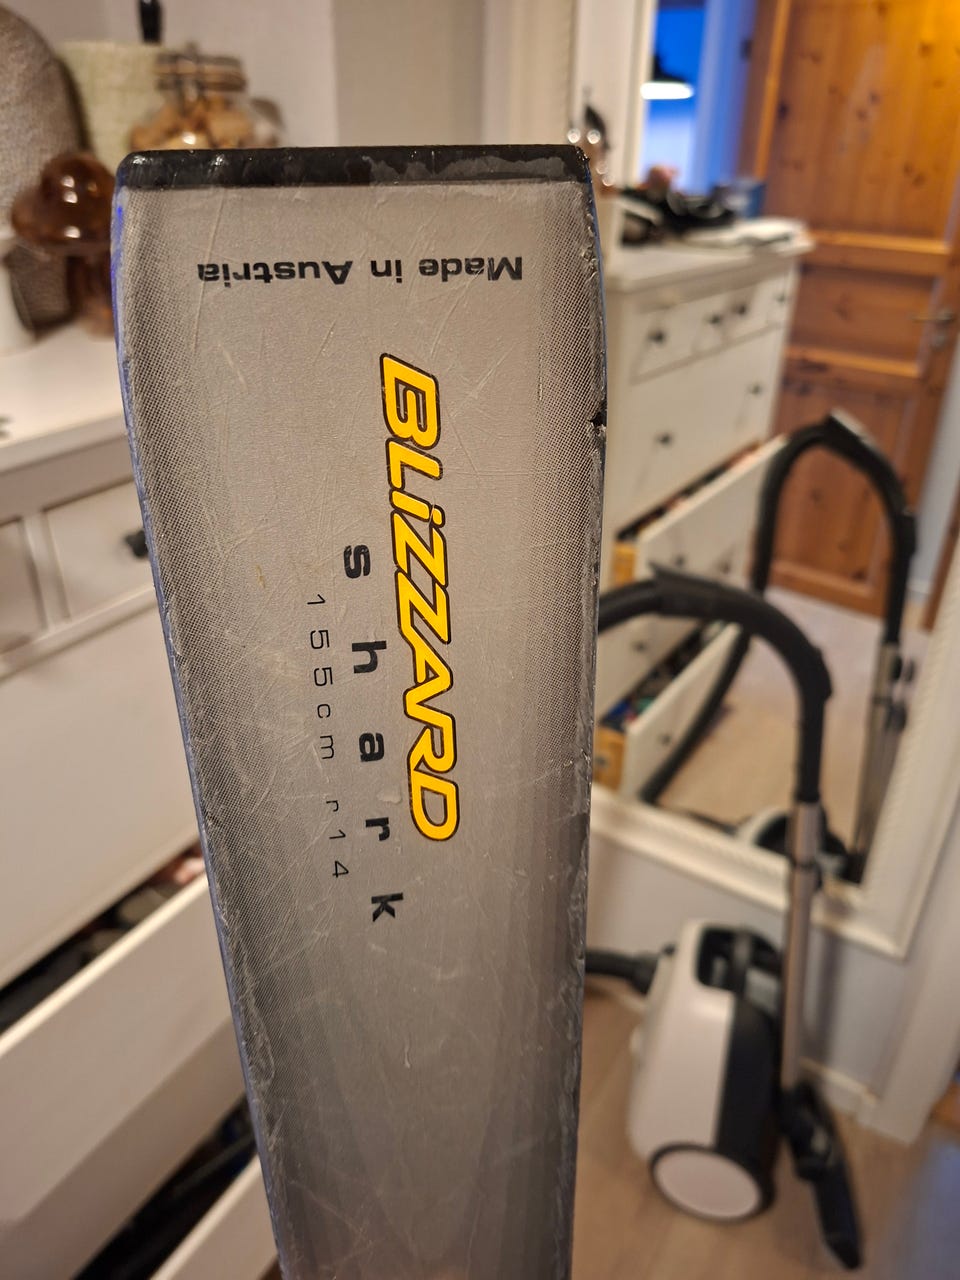 Made in Austria
BLiZZARD
shark
155cm r14